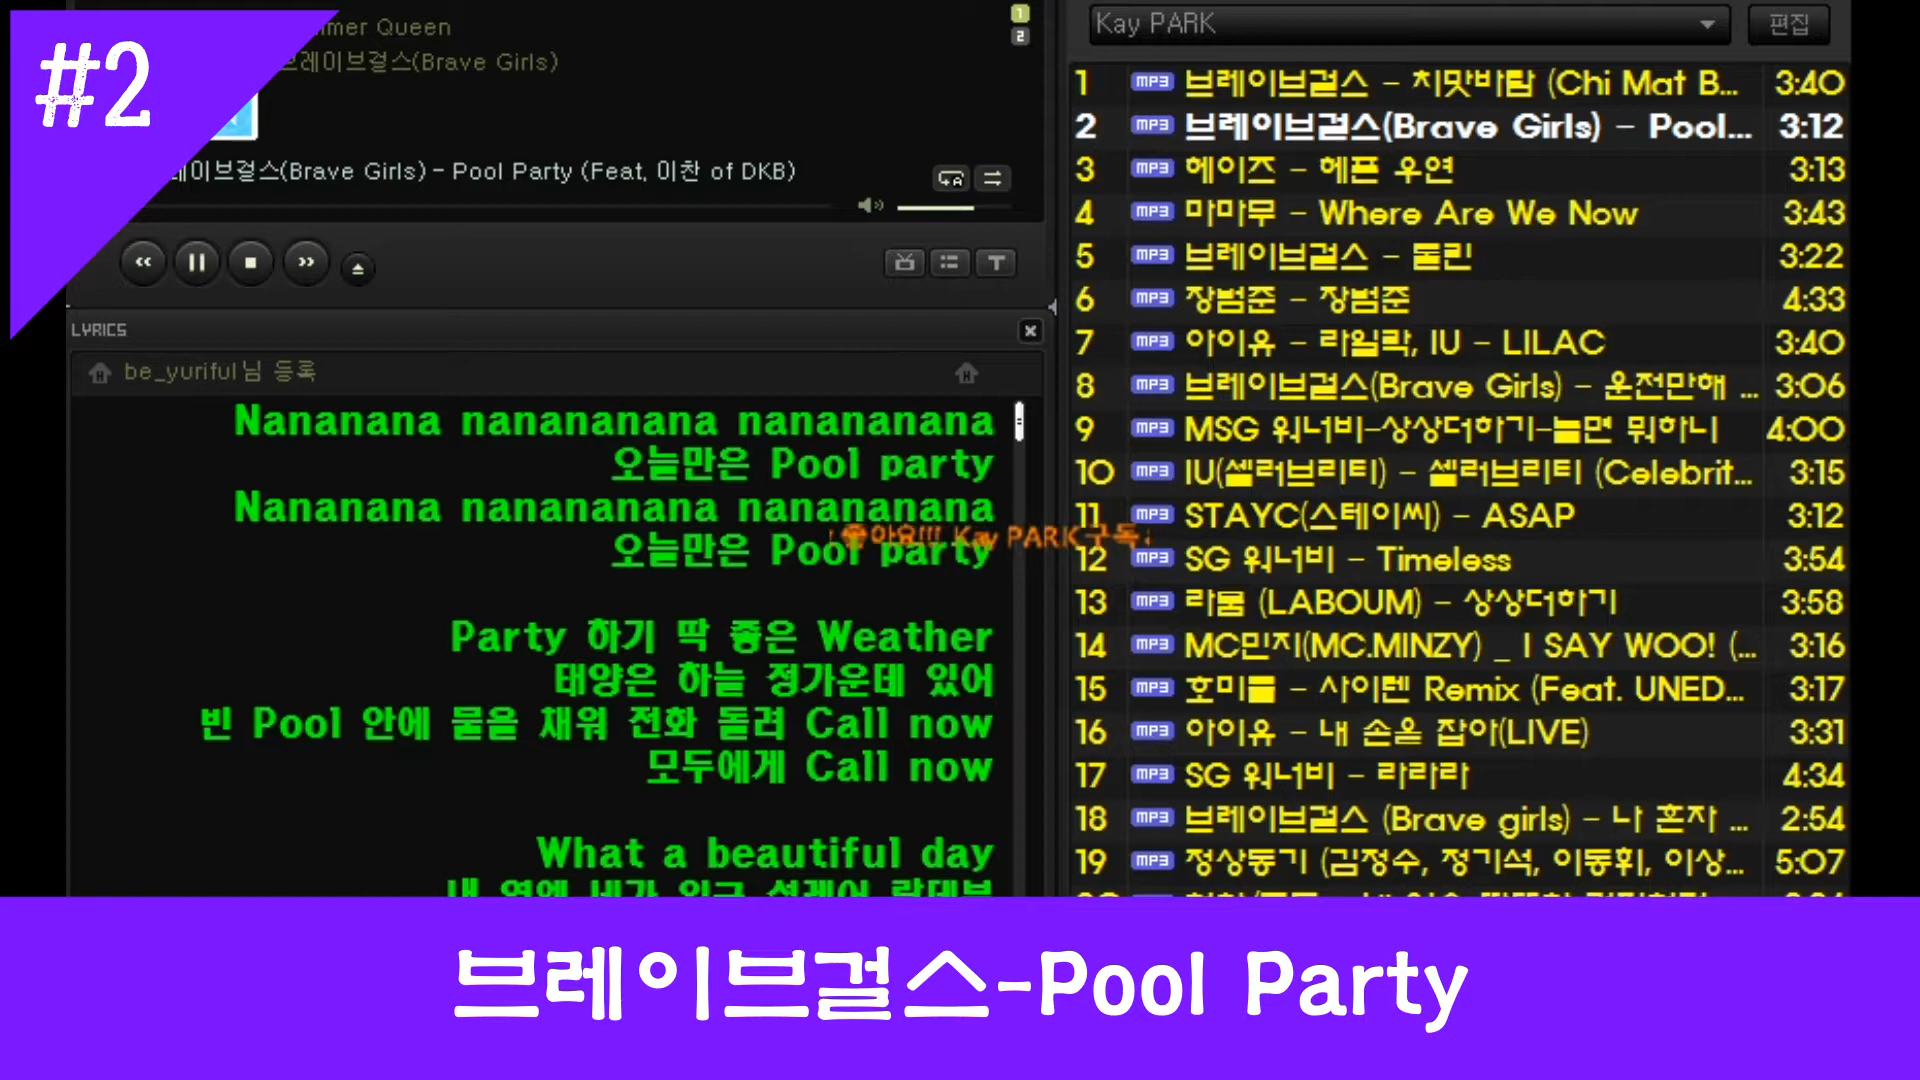 #2
mmer Queen
브레이브걸스(Brave Girls)
레이브걸스(Brave Girls) - Pool Party (Feat. 이찬 of DKB)
1
2
LYRICS
be_yuriful님 등록
Nananana nanananana nanananana
오늘만은 Pool party
Nananana nanananana nanananana
오늘만은 Pool party
Party 하기 딱 좋은 Weather
태양은 하늘 정가운데 있어
빈 Pool 안에 물을 채워 전화 돌려 Call now
모두에게 Call now
What a beautiful day
좋아요!!! Kay PARK구독
Kay PARK
편집
1 MP3 브레이브걸스 - 치맛바람 (Chi Mat B... 3:40
2 MP3 브레이브걸스(Brave Girls) - Pool... 3:12
3 MP3 헤이즈 - 헤픈 우연 3:13
4 MP3 마마무 - Where Are We Now 3:43
5 MP3 브레이브걸스 - 롤린 3:22
6 MP3 장범준 - 장범준 4:33
7 MP3 아이유 - 라일락, IU - LILAC 3:40
8 MP3 브레이브걸스(Brave Girls) - 운전만해 ... 3:06
9 MP3 MSG 워너비-상상더하기-놀면 뭐하니 4:00
10 MP3 IU(셀러브리티) - 셀러브리티 (Celebrit... 3:15
11 MP3 STAYC(스테이씨) - ASAP 3:12
12 MP3 SG 워너비 - Timeless 3:54
13 MP3 라붐 (LABOUM) - 상상더하기 3:58
14 MP3 MC민지(MC.MINZY) _ I SAY WOO! (... 3:16
15 MP3 호미들 - 사이렌 Remix (Feat. UNED... 3:17
16 MP3 아이유 - 내 손을 잡아(LIVE) 3:31
17 MP3 SG 워너비 - 라라라 4:34
18 MP3 브레이브걸스 (Brave girls) - 나 혼자 ... 2:54
19 MP3 정상동기 (김정수, 정기석, 이동휘, 이상... 5:07
브레이브걸스-Pool Party